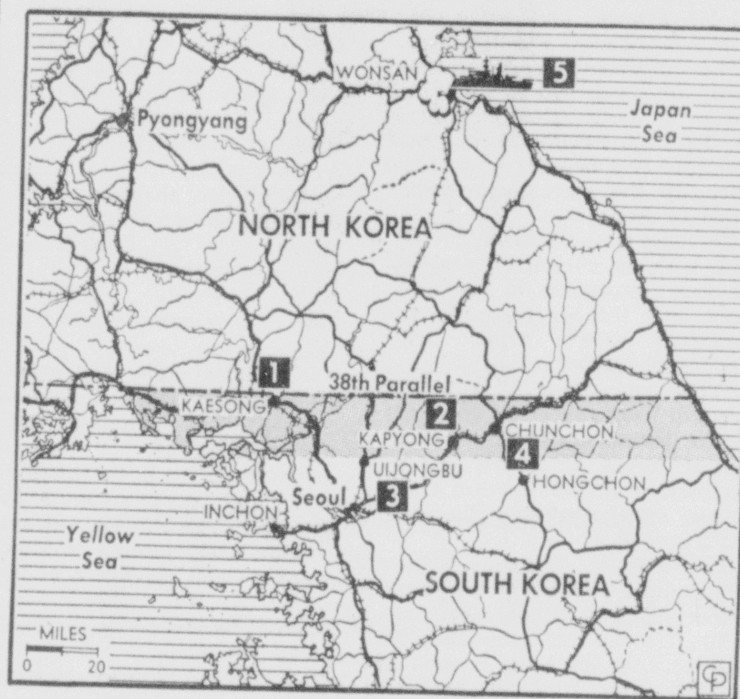 WONSAN
5
Japan
Sea
Pyongyang
NORTH KOREA
1
38th Parallel
KAESONG
2
KAPYONG
CHUNCHON
4
UIJONGBU
HONGCHON
3
Seoul
INCHON
Yellow
Sea
SOUTH KOREA
MILES
0 20
CP